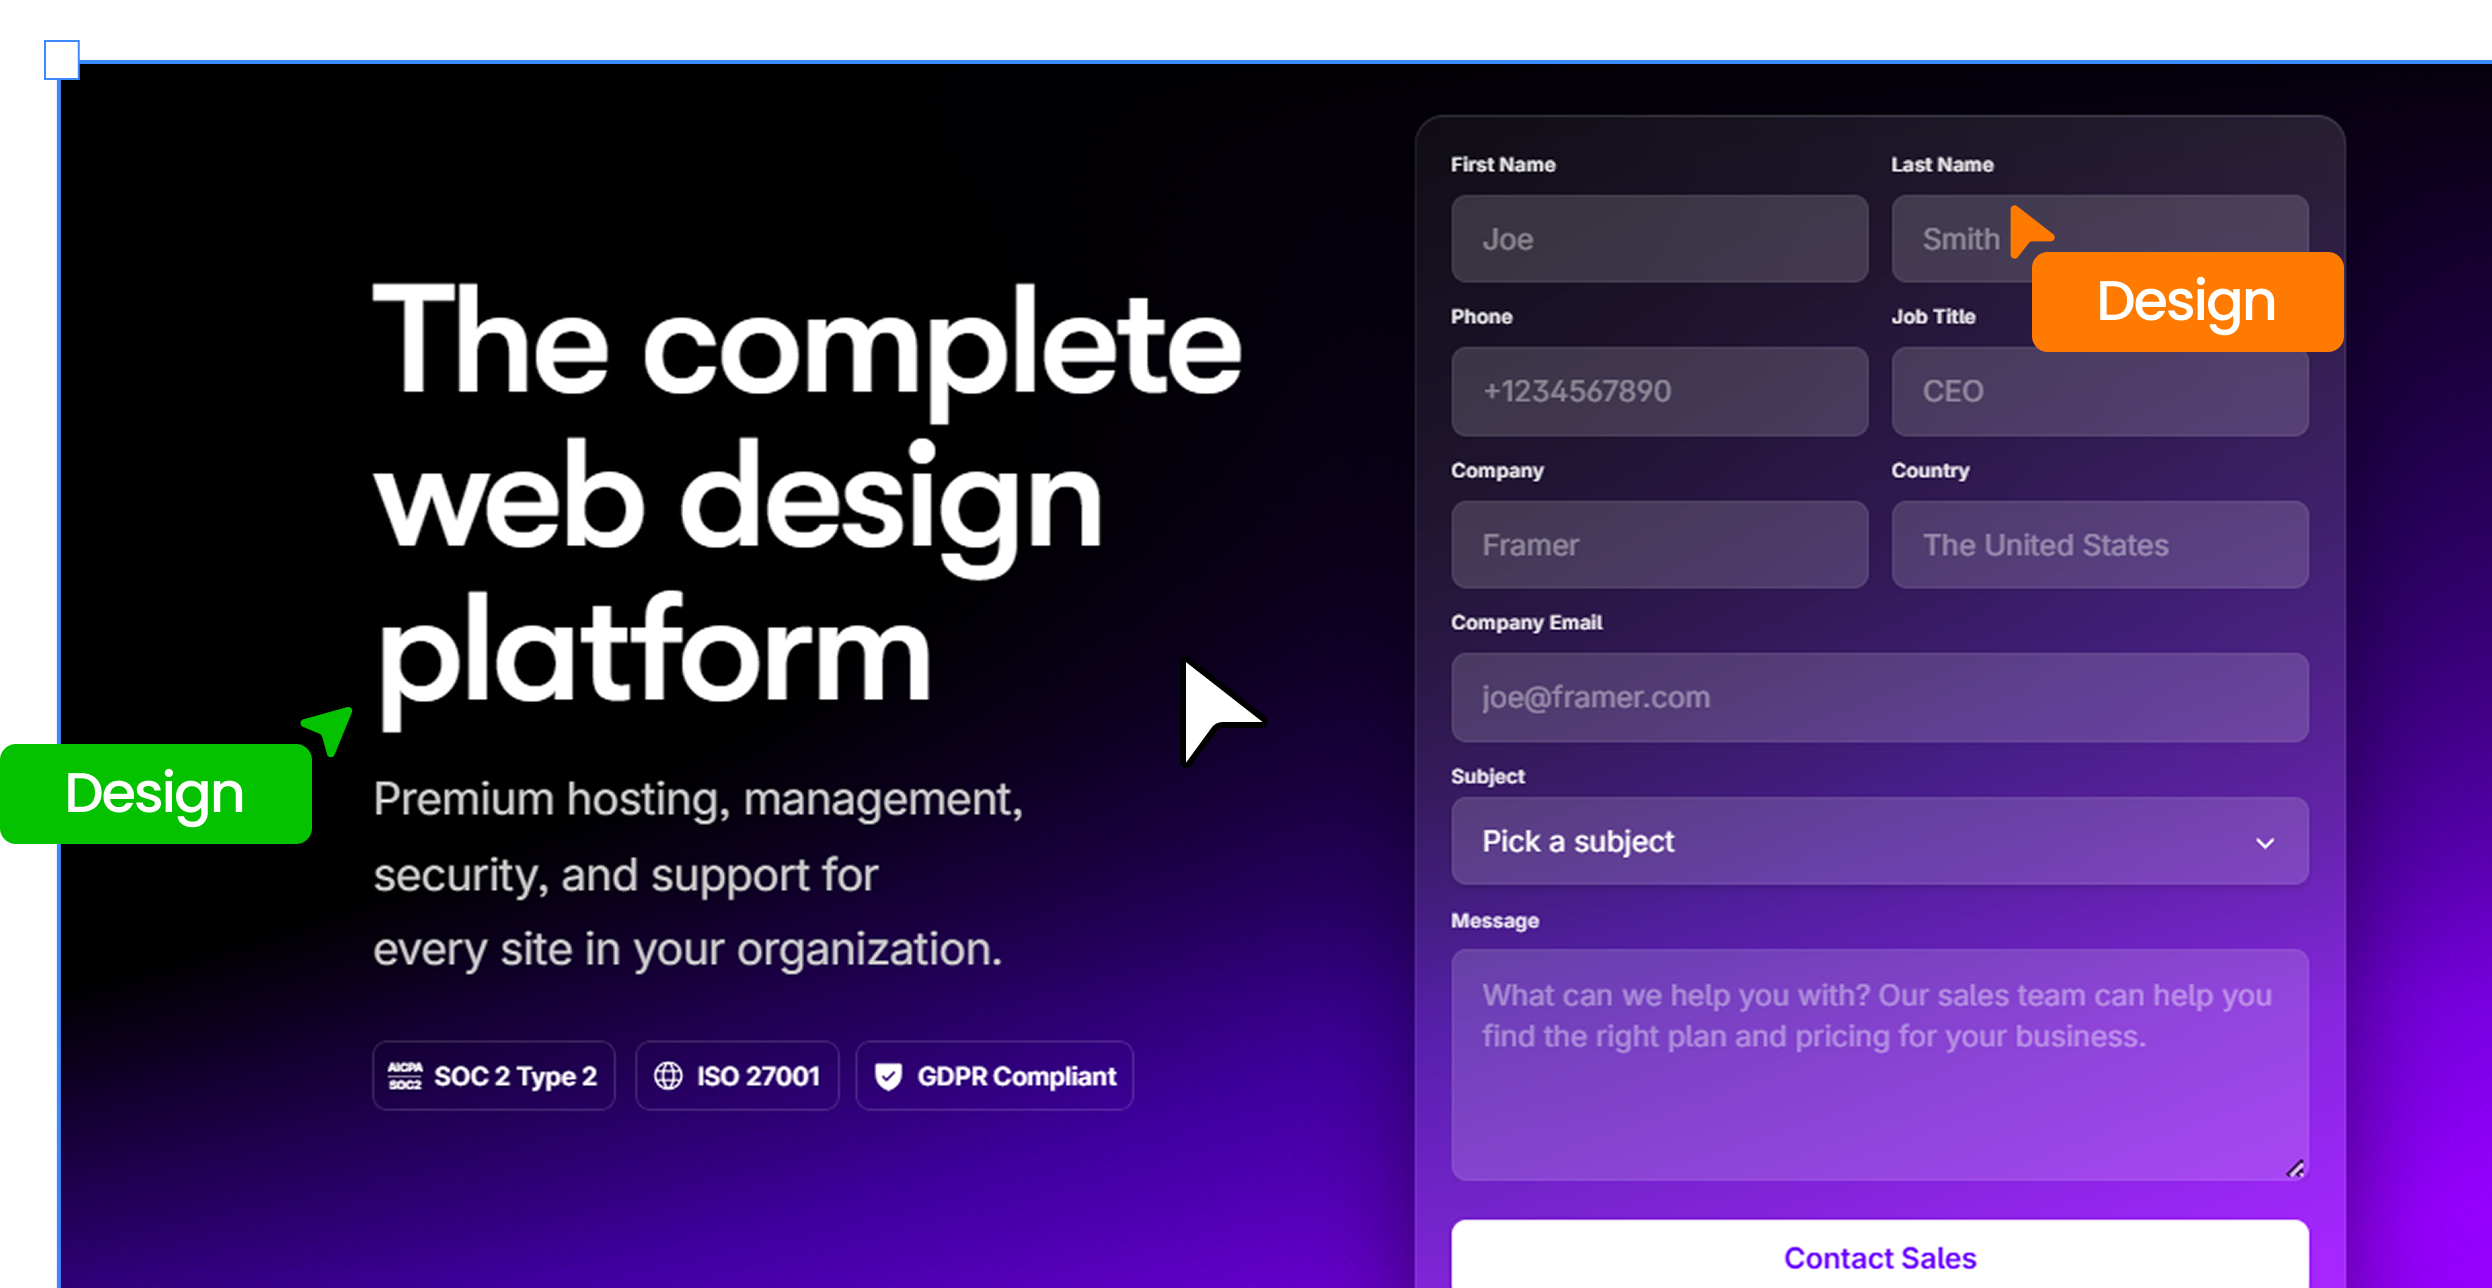 The complete
web design
platform
Design
Premium hosting, management,
security, and support for
every site in your organization.
AICPA
SOC2
SOC 2 Type 2
ISO 27001
GDPR Compliant
First Name
Last Name
Joe
Smith
Design
Phone
Job Title
+1234567890
CEO
Company
Country
Framer
The United States
Company Email
joe@framer.com
Subject
Pick a subject
Message
What can we help you with? Our sales team can help you
find the right plan and pricing for your business.
Contact Sales